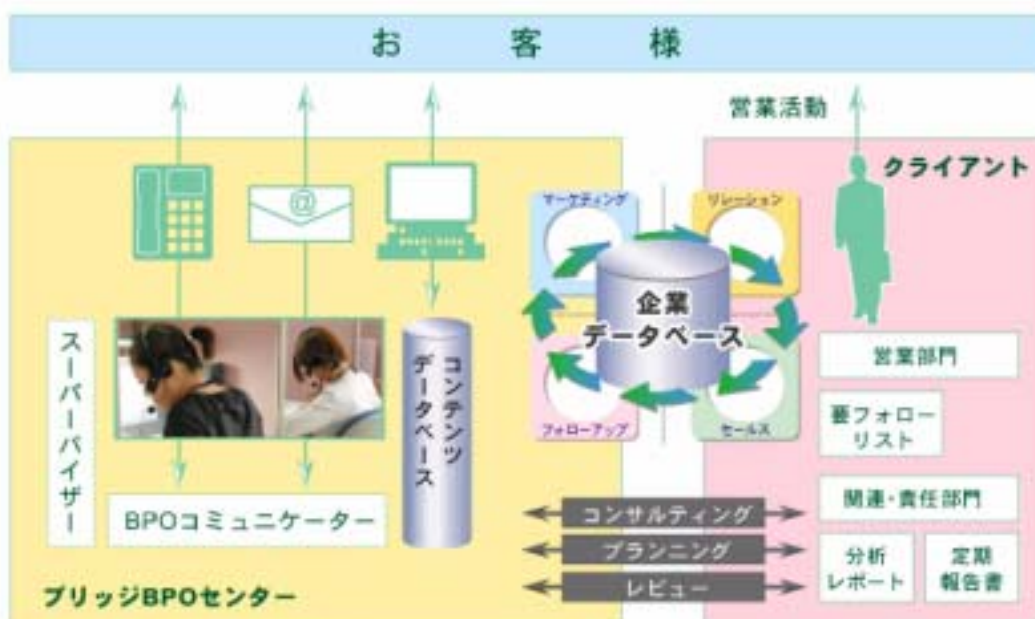 お客様
営業活動
クライアント
マーケティング
リレーション
企業
データベース
フォローアップ
セールス
スーパーバイザー
コンテンツ
データベース
BPOコミュニケーター
ブリッジBPOセンター
営業部門
要フォロー
リスト
関連・責任部門
コンサルティング
プランニング
レビュー
分析
レポート
定期
報告書
@